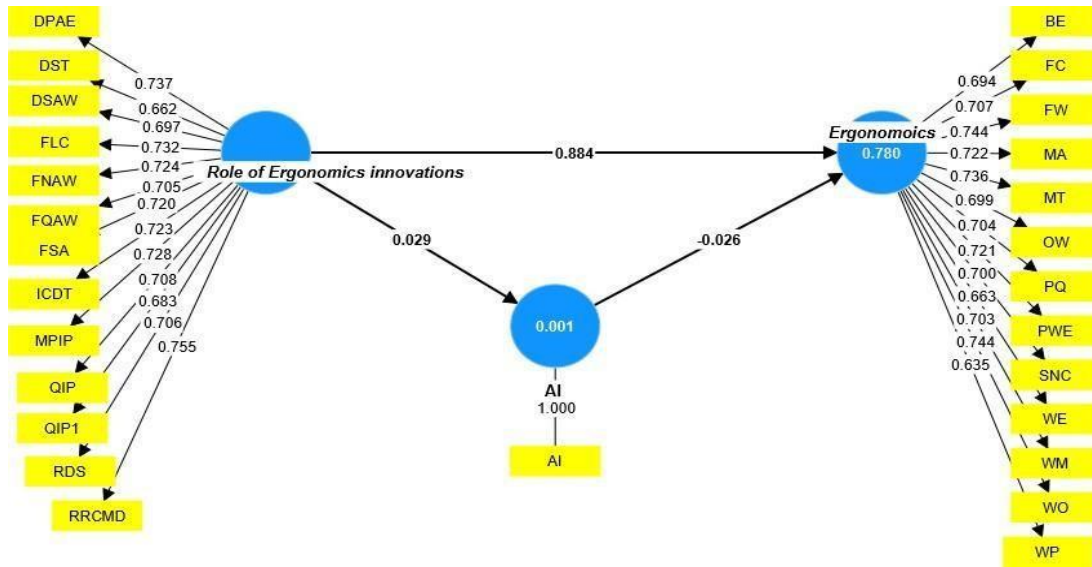 DPAE
DST
DSAW
FLC
FNAW
FQAW
FSA
ICDT
MPIP
QIP
QIP1
RDS
RRCMD
0.737
0.662
0.697
0.732
0.724
0.705
0.720
0.723
0.728
0.708
0.683
0.706
0.755
Role of Ergonomics innovations
0.884
0.029
-0.026
0.001
AI
1.000
AI
Ergonomoics
0.780
0.694
0.707
0.744
0.722
0.736
0.699
0.704
0.721
0.700
0.663
0.703
0.744
0.635
BE
FC
FW
MA
MT
OW
PQ
PWE
SNC
WE
WM
WO
WP